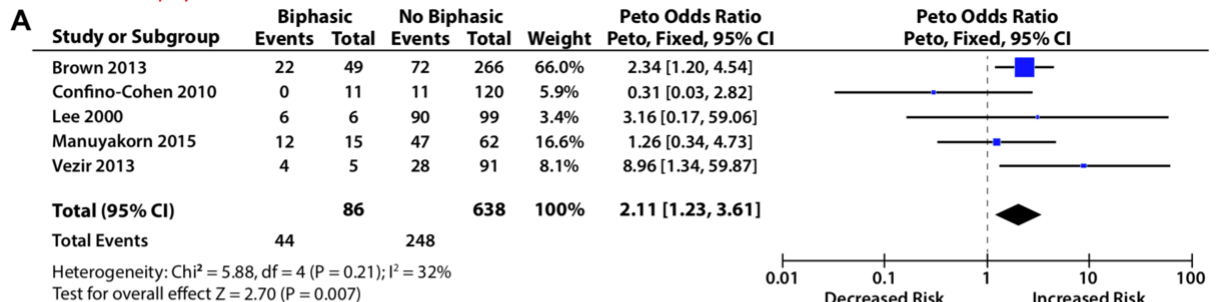 A
Biphasic No Biphasic Peto Odds Ratio Peto Odds Ratio
Study or Subgroup Events Total Events Total Weight Peto, Fixed, 95% CI Peto, Fixed, 95% CI
Brown 2013 22 49 72 266 66.0% 2.34 [1.20, 4.54]
Confino-Cohen 2010 0 11 11 120 5.9% 0.31 [0.03, 2.82]
Lee 2000 6 6 90 99 3.4% 3.16 [0.17, 59.06]
Manuyakorn 2015 12 15 47 62 16.6% 1.26 [0.34, 4.73]
Vezir 2013 4 5 28 91 8.1% 8.96 [1.34, 59.87]
Total (95% CI) 86 638 100% 2.11 [1.23, 3.61]
Total Events 44 248
Heterogeneity: Chi² = 5.88, df = 4 (P = 0.21); I² = 32%
Test for overall effect Z = 2.70 (P = 0.007)
0.01 0.1 1 10 100
Decreased Risk Increased Risk